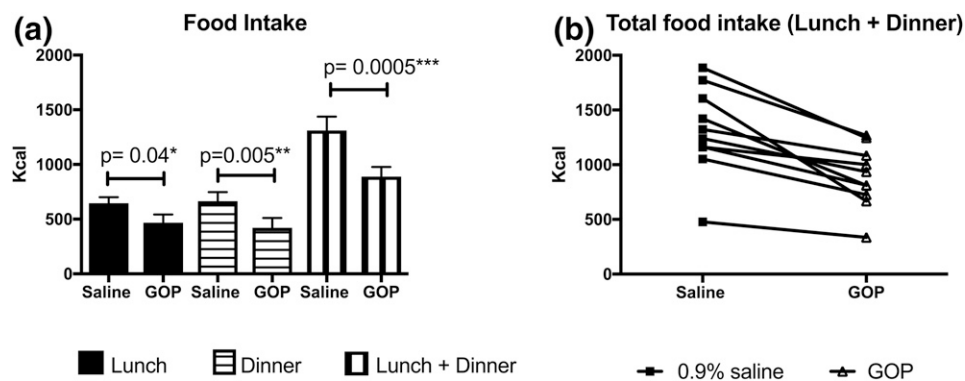 (a) Food Intake
2000
1500
1000
500
0
Kcal
p= 0.04*
p=0.005**
p= 0.0005***
Saline GOP Saline GOP Saline GOP
Lunch Dinner Lunch + Dinner
(b) Total food intake (Lunch + Dinner)
2000
1500
1000
500
0
Kcal
Saline GOP
0.9% saline GOP